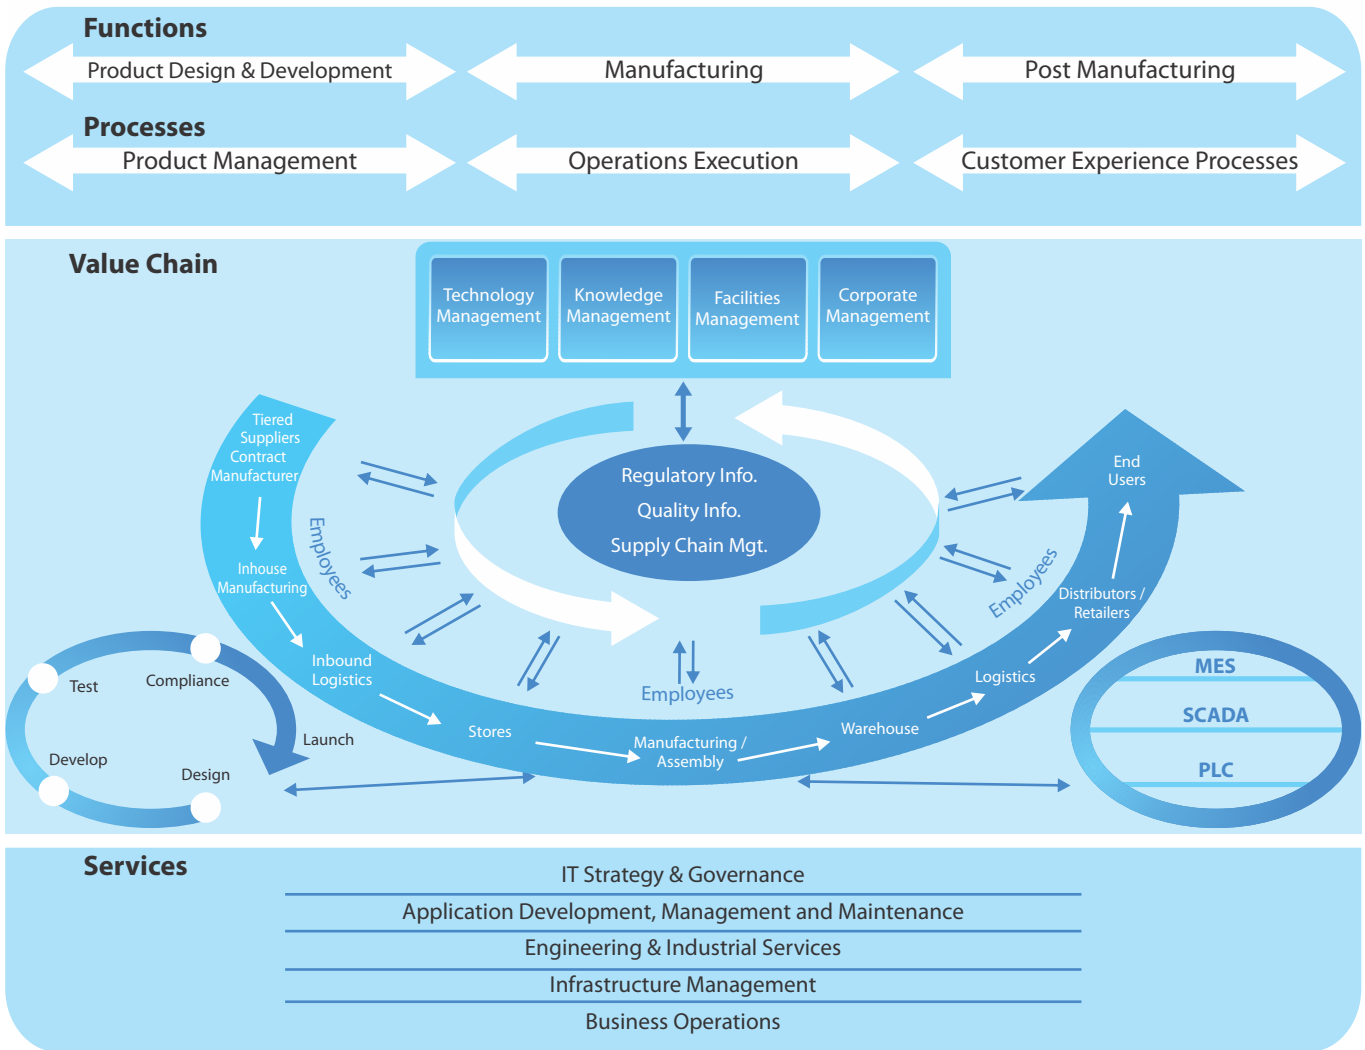 Functions
Product Design & Development
Manufacturing
Post Manufacturing
Processes
Product Management
Operations Execution
Customer Experience Processes
Value Chain
Technology
Management
Knowledge
Management
Facilities
Management
Corporate
Management
Regulatory Info.
Quality Info.
Supply Chain Mgt.
Tiered
Suppliers
Contract
Manufacturer
Inhouse
Manufacturing
Inbound
Logistics
Stores
Manufacturing /
Assembly
Warehouse
Logistics
Distributors /
Retailers
End
Users
Employees
Employees
Employees
Design
Develop
Test
Compliance
Launch
MES
SCADA
PLC
Services
IT Strategy & Governance
Application Development, Management and Maintenance
Engineering & Industrial Services
Infrastructure Management
Business Operations